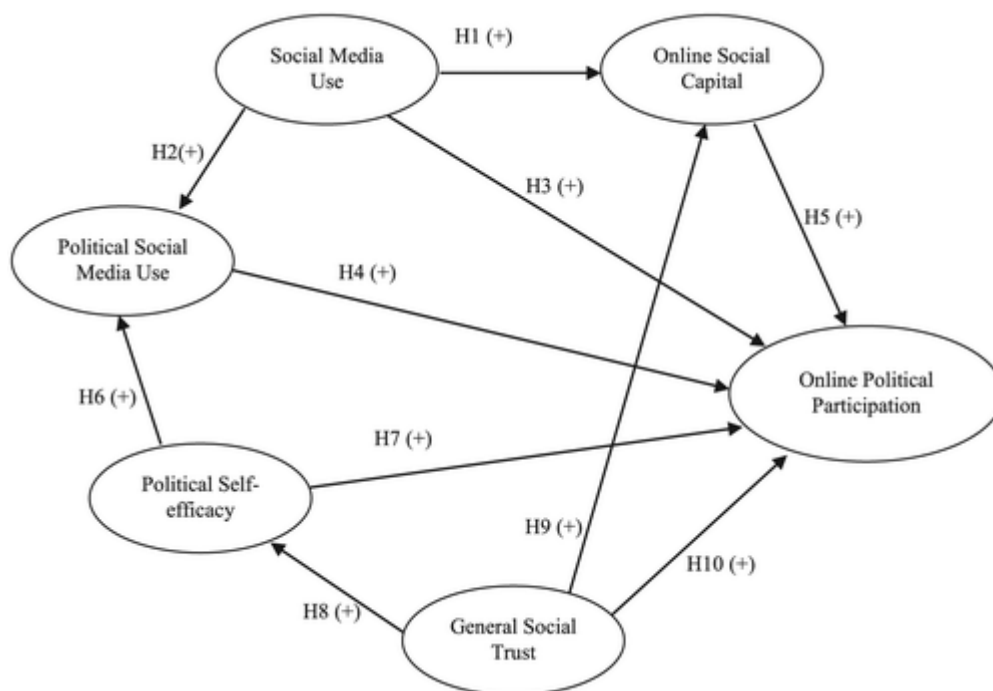 Social Media
Use
H1 (+)
Online Social
Capital
H2(+)
H3 (+)
H5 (+)
Political Social
Media Use
H4 (+)
Online Political
Participation
H6 (+)
H7 (+)
Political Self-
efficacy
H9 (+)
H10 (+)
H8 (+)
General Social
Trust